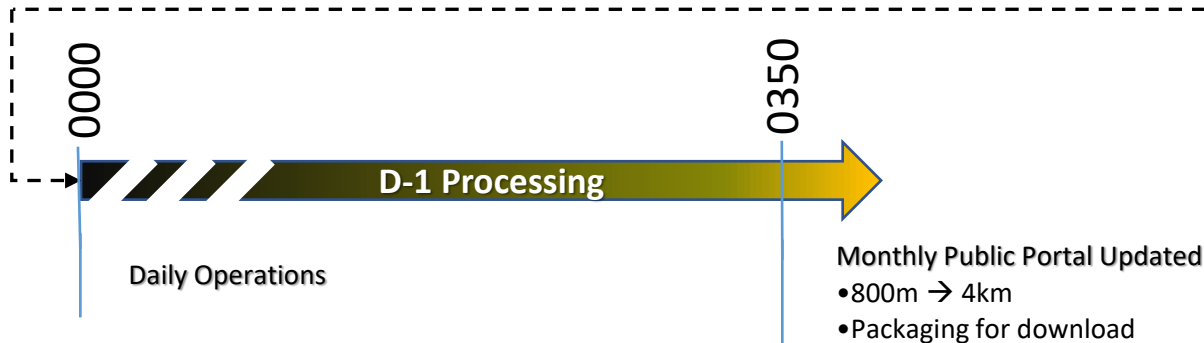 0000
0350
D-1 Processing
Daily Operations
Monthly Public Portal Updated
•800m → 4km
•Packaging for download